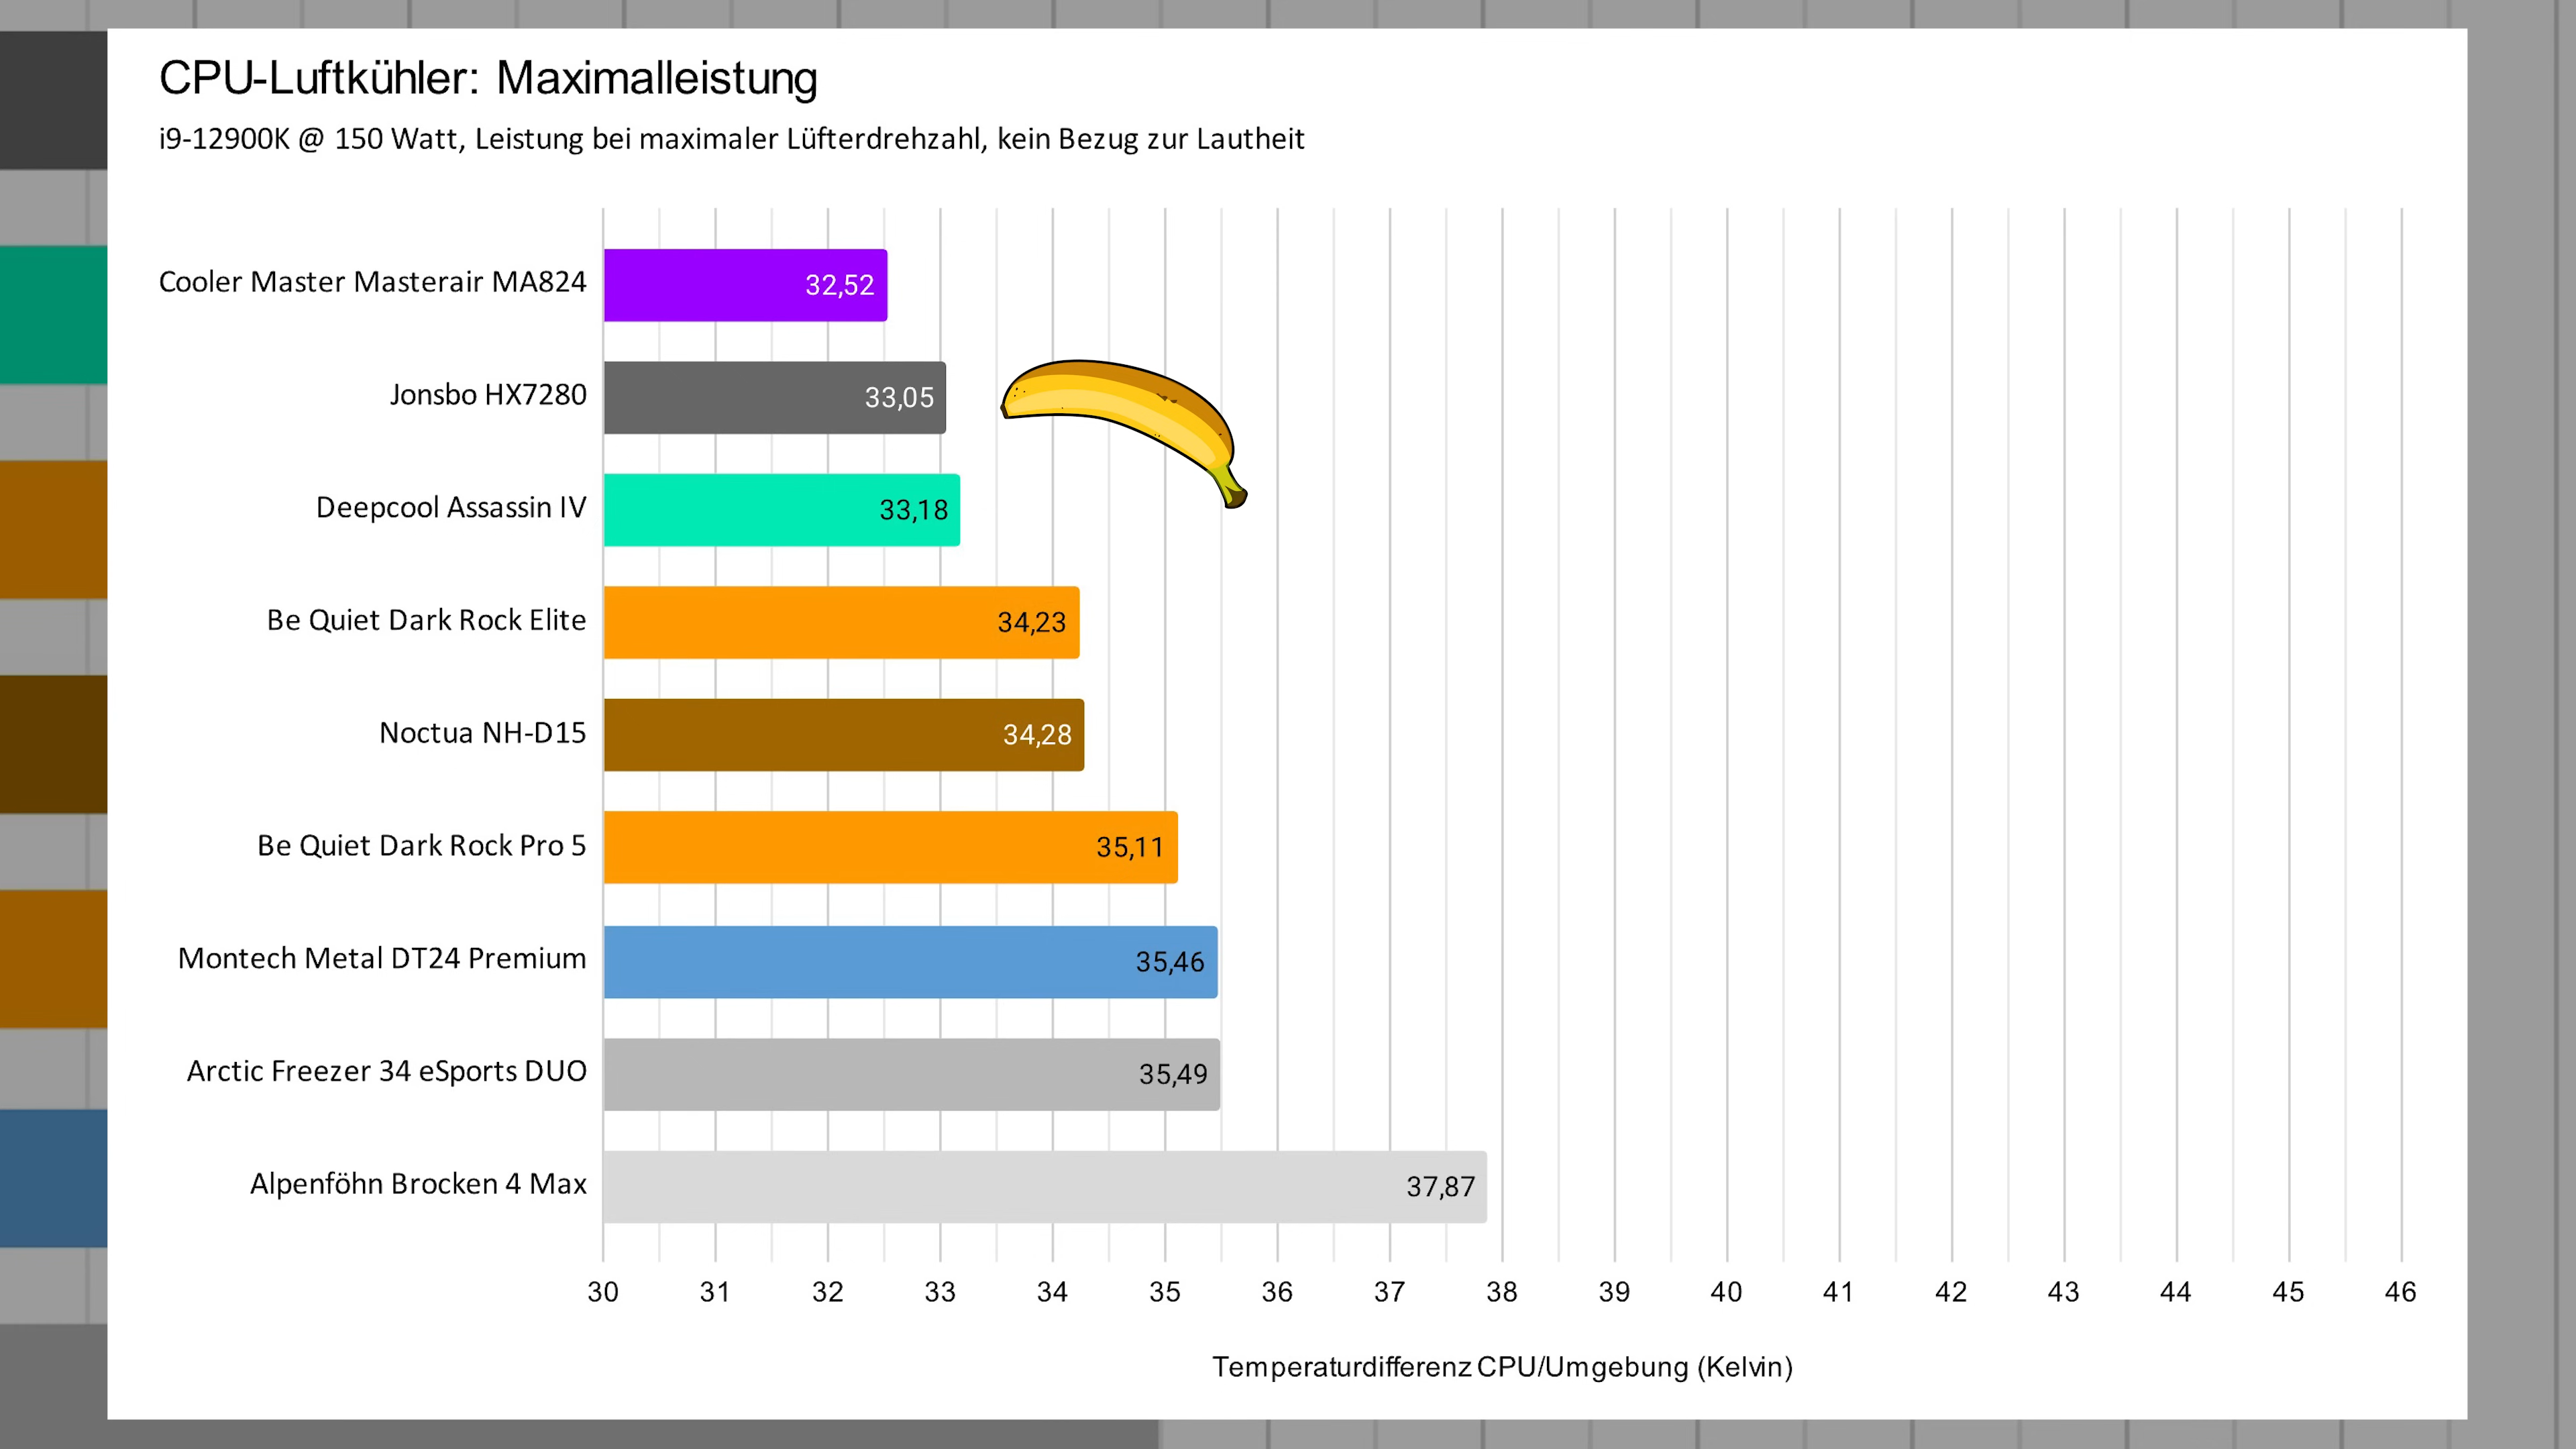 CPU-Luftkühler: Maximalleistung
i9-12900K @ 150 Watt, Leistung bei maximaler Lüfterdrehzahl, kein Bezug zur Lautheit
Cooler Master Masterair MA824 32,52
Jonsbo HX7280 33,05
Deepcool Assassin IV 33,18
Be Quiet Dark Rock Elite 34,23
Noctua NH-D15 34,28
Be Quiet Dark Rock Pro 5 35,11
Montech Metal DT24 Premium 35,46
Arctic Freezer 34 eSports DUO 35,49
Alpenföhn Brocken 4 Max 37,87
30 31 32 33 34 35 36 37 38 39 40 41 42 43 44 45 46
Temperaturdifferenz CPU/Umgebung (Kelvin)